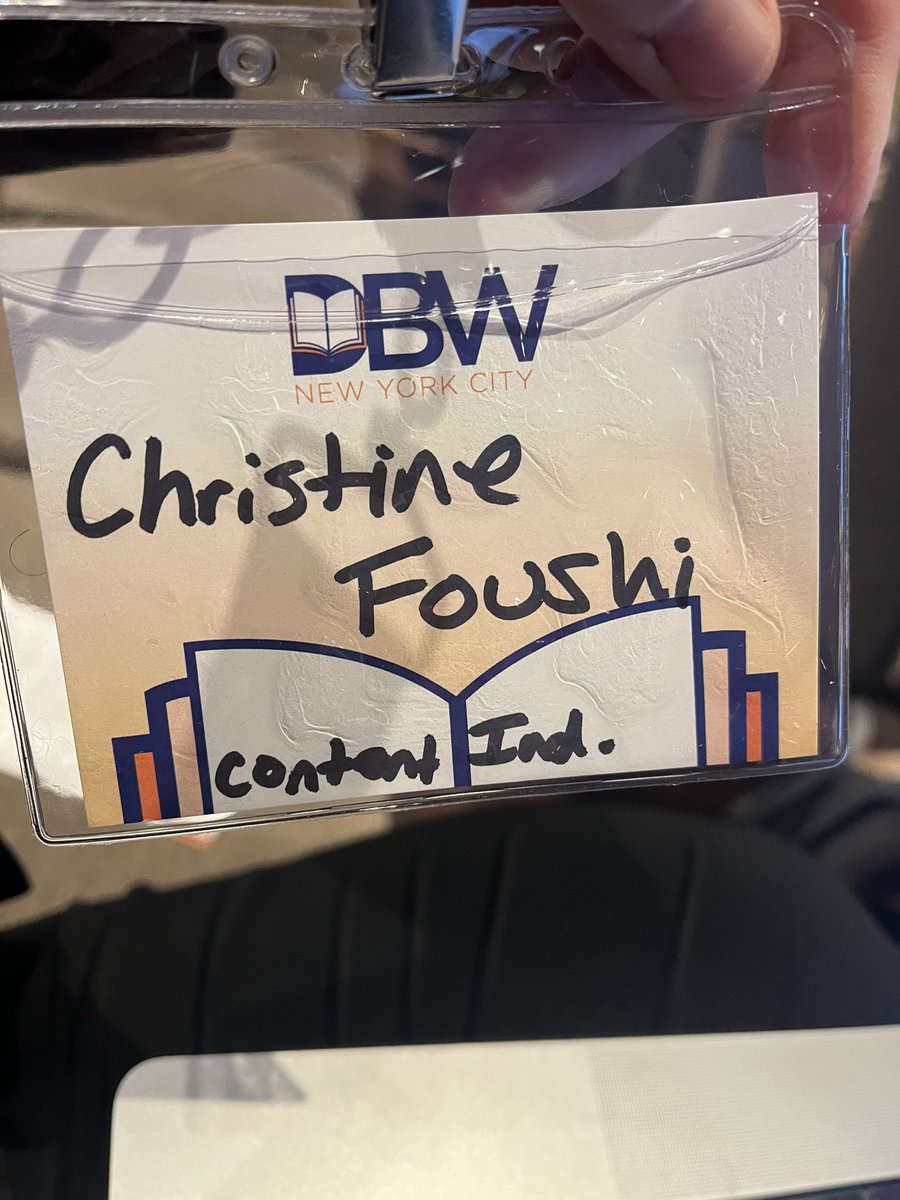 DBW
NEW YORK CITY
Christine
Foushi
content Ind.